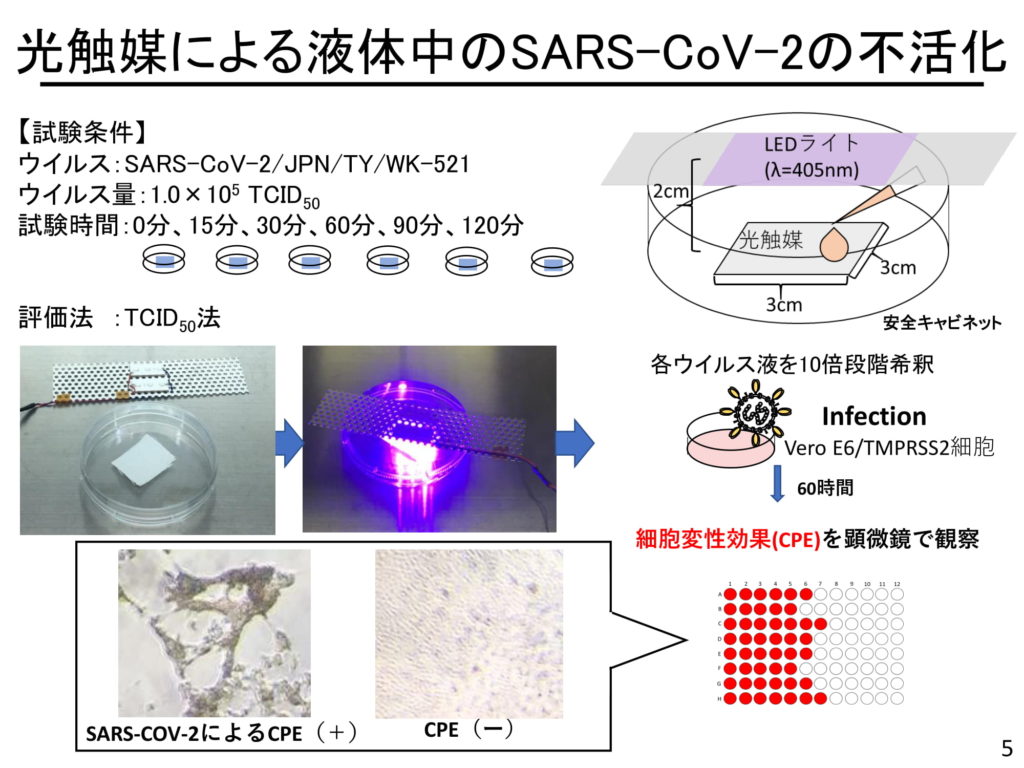 光触媒による液体中のSARS-CoV-2の不活化
【試験条件】
ウイルス：SARS-CoV-2/JPN/TY/WK-521
ウイルス量：1.0×10⁵ TCID₅₀
試験時間：0分、15分、30分、60分、90分、120分
評価法　：TCID₅₀法
LEDライト
(λ=405nm)
2cm
光触媒
3cm
3cm
安全キャビネット
各ウイルス液を10倍段階希釈
Infection
Vero E6/TMPRSS2細胞
60時間
細胞変性効果(CPE)を顕微鏡で観察
1 2 3 4 5 6 7 8 9 10 11 12
A
B
C
D
E
F
G
H
SARS-COV-2によるCPE（＋）
CPE（ー）
5